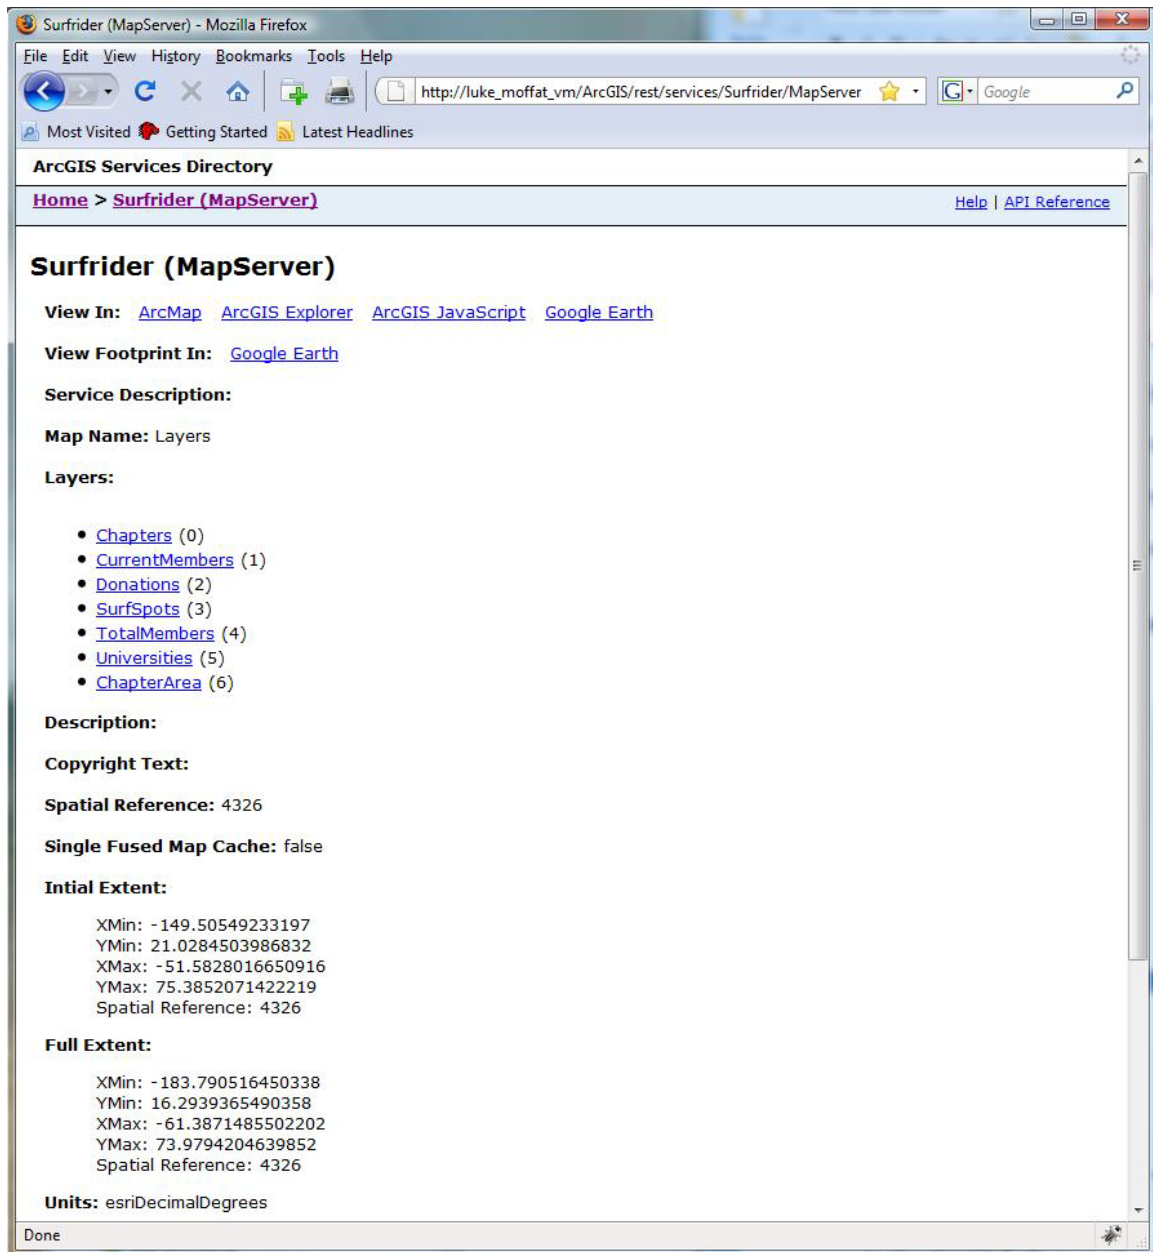 Surfrider (MapServer) - Mozilla Firefox
File Edit View History Bookmarks Tools Help
http://luke_moffat_vm/ArcGIS/rest/services/Surfrider/MapServer G Google
Most Visited Getting Started Latest Headlines
ArcGIS Services Directory
Home > Surfrider (MapServer) Help | API Reference
Surfrider (MapServer)
View In: ArcMap ArcGIS Explorer ArcGIS JavaScript Google Earth
View Footprint In: Google Earth
Service Description:
Map Name: Layers
Layers:
• Chapters (0)
• CurrentMembers (1)
• Donations (2)
• SurfSpots (3)
• TotalMembers (4)
• Universities (5)
• ChapterArea (6)
Description:
Copyright Text:
Spatial Reference: 4326
Single Fused Map Cache: false
Intial Extent:
XMin: -149.50549233197
YMin: 21.0284503986832
XMax: -51.5828016650916
YMax: 75.3852071422219
Spatial Reference: 4326
Full Extent:
XMin: -183.790516450338
YMin: 16.2939365490358
XMax: -61.3871485502202
YMax: 73.9794204639852
Spatial Reference: 4326
Units: esriDecimalDegrees
Done